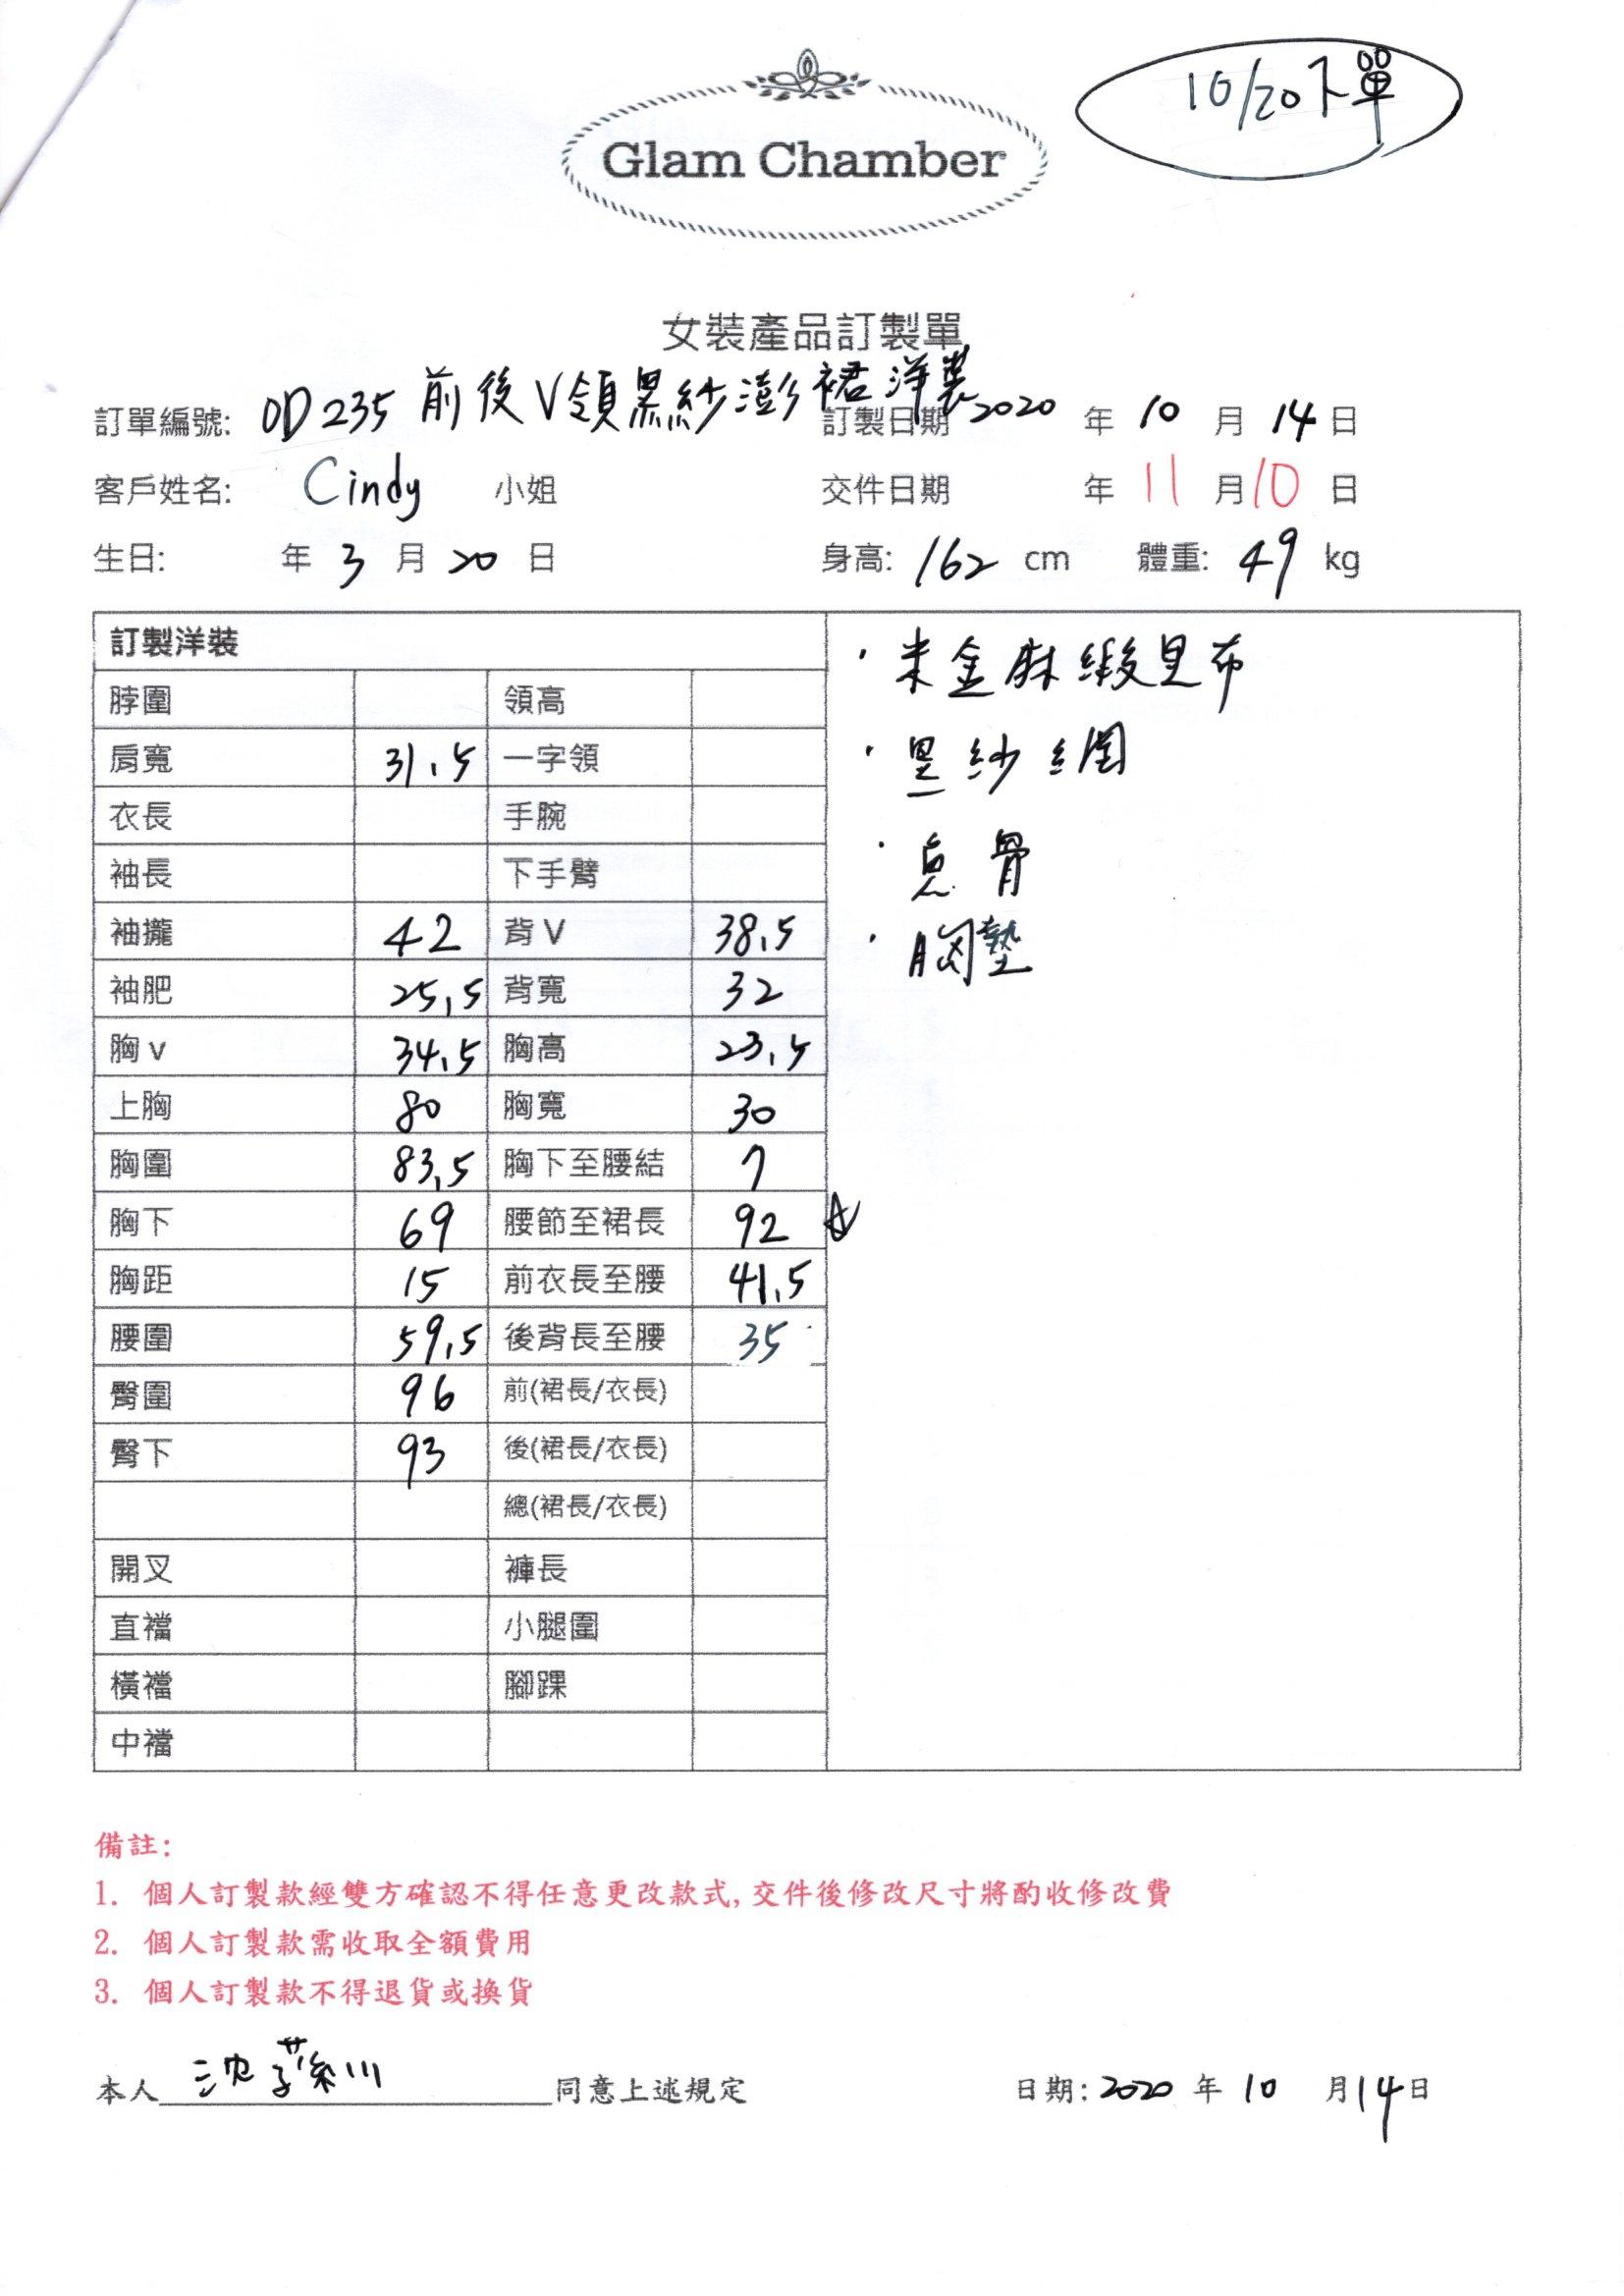 10/20下單
Glam Chamber
女裝產品訂製單
訂單編號: OD235 前後V領黑紗澎裙洋裝 訂製日期 2020 年 10 月 14 日
客戶姓名: Cindy 小姐 交件日期 年 11 月 10 日
生日: 年 3 月 20 日 身高: 162 cm 體重: 49 kg
訂製洋裝
脖圍 領高
肩寬 31.5 一字領
衣長 手腕
袖長 下手臂
袖攏 42 背V 38.5
袖肥 25.5 背寬 32
胸v 34.5 胸高 23.5
上胸 80 胸寬 30
胸圍 83.5 胸下至腰結 7
胸下 69 腰節至裙長 92 ☆
胸距 15 前衣長至腰 41.5
腰圍 59.5 後背長至腰 35
臀圍 96 前(裙長/衣長)
臀下 93 後(裙長/衣長)
總(裙長/衣長)
開叉 褲長
直襠 小腿圍
橫襠 腳踝
中襠
· 米金麻緞里布
· 黑紗網
· 魚骨
· 胸墊
備註:
1. 個人訂製款經雙方確認不得任意更改款式,交件後修改尺寸將酌收修改費
2. 個人訂製款需收取全額費用
3. 個人訂製款不得退貨或換貨
本人 沈 同意上述規定 日期: 2020 年 10 月 14 日